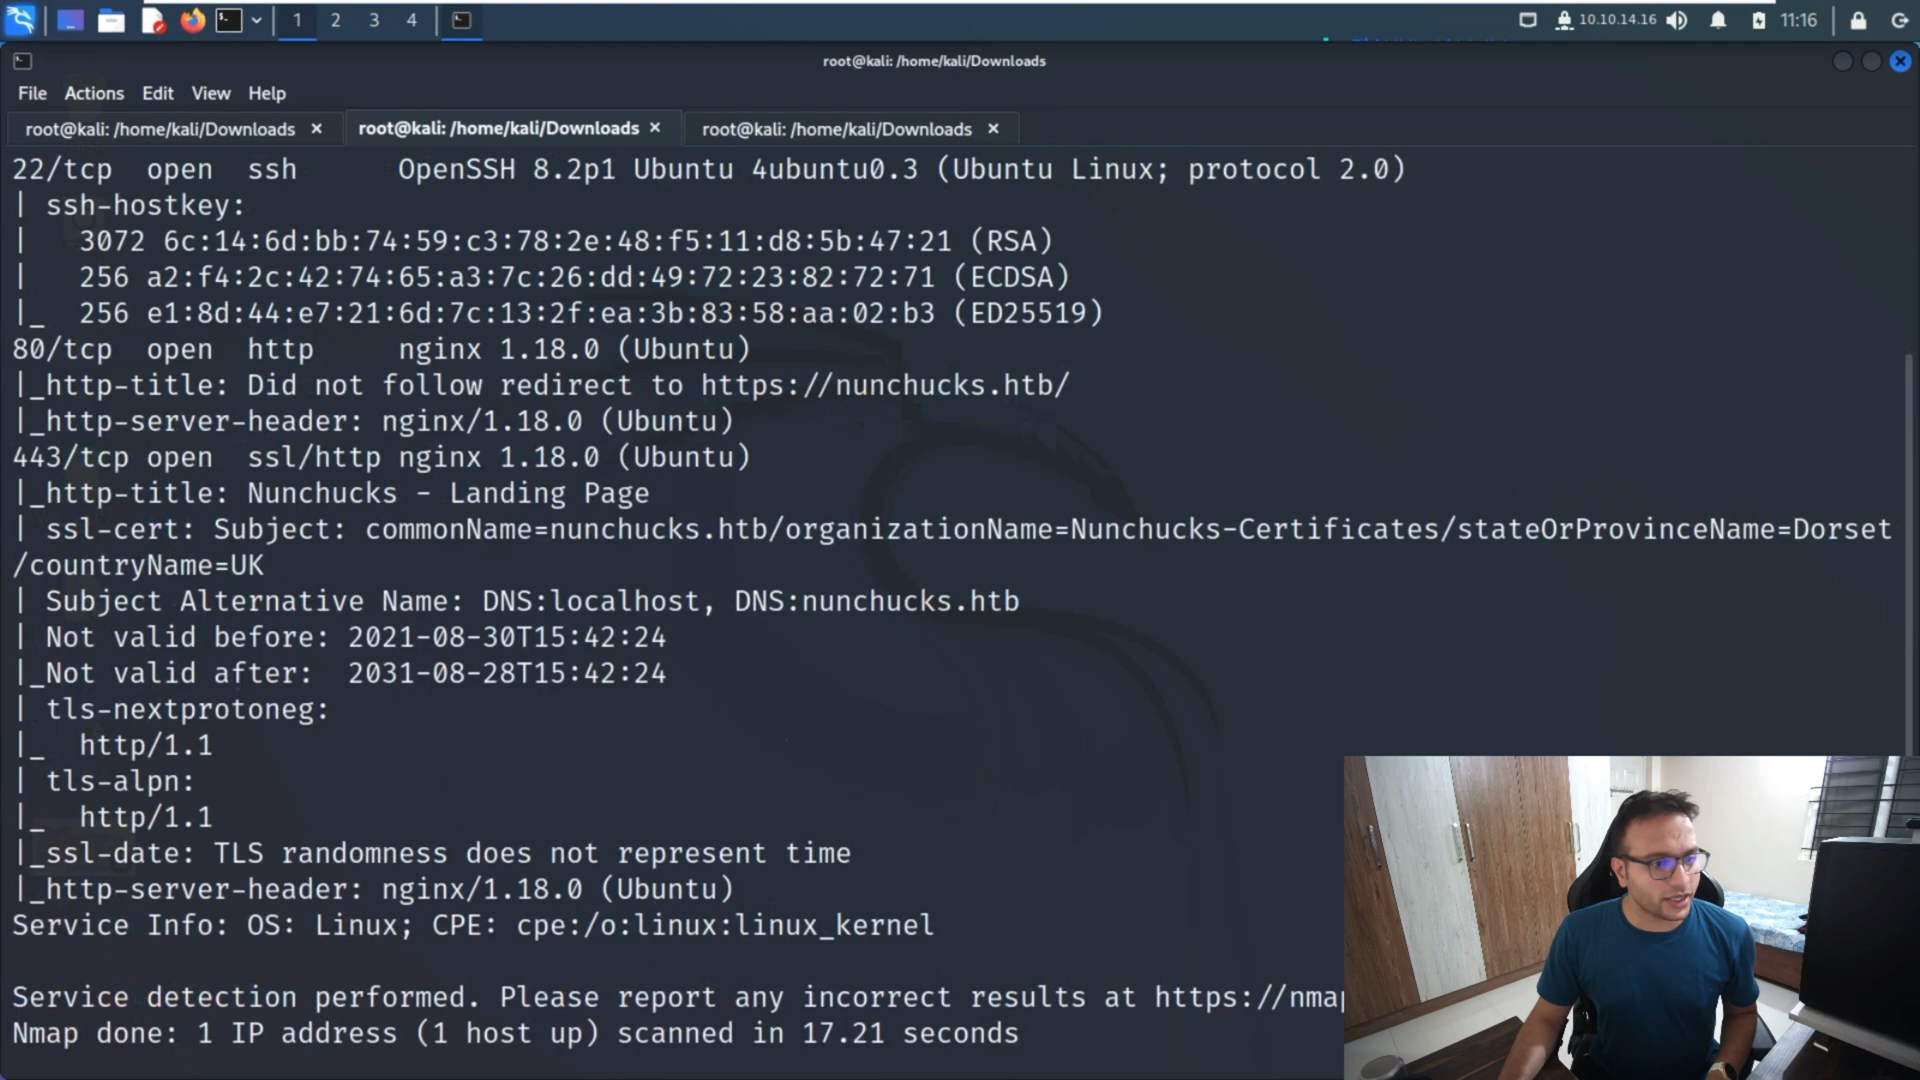 1 2 3 4
10.10.14.16
11:16
root@kali: /home/kali/Downloads
File Actions Edit View Help
root@kali: /home/kali/Downloads × root@kali: /home/kali/Downloads × root@kali: /home/kali/Downloads ×
22/tcp open ssh OpenSSH 8.2p1 Ubuntu 4ubuntu0.3 (Ubuntu Linux; protocol 2.0)
| ssh-hostkey:
| 3072 6c:14:6d:bb:74:59:c3:78:2e:48:f5:11:d8:5b:47:21 (RSA)
| 256 a2:f4:2c:42:74:65:a3:7c:26:dd:49:72:23:82:72:71 (ECDSA)
|_ 256 e1:8d:44:e7:21:6d:7c:13:2f:ea:3b:83:58:aa:02:b3 (ED25519)
80/tcp open http nginx 1.18.0 (Ubuntu)
|_http-title: Did not follow redirect to https://nunchucks.htb/
|_http-server-header: nginx/1.18.0 (Ubuntu)
443/tcp open ssl/http nginx 1.18.0 (Ubuntu)
|_http-title: Nunchucks - Landing Page
| ssl-cert: Subject: commonName=nunchucks.htb/organizationName=Nunchucks-Certificates/stateOrProvinceName=Dorset
/countryName=UK
| Subject Alternative Name: DNS:localhost, DNS:nunchucks.htb
| Not valid before: 2021-08-30T15:42:24
|_Not valid after: 2031-08-28T15:42:24
| tls-nextprotoneg:
|_ http/1.1
| tls-alpn:
|_ http/1.1
|_ssl-date: TLS randomness does not represent time
|_http-server-header: nginx/1.18.0 (Ubuntu)
Service Info: OS: Linux; CPE: cpe:/o:linux:linux_kernel
Service detection performed. Please report any incorrect results at https://nmap
Nmap done: 1 IP address (1 host up) scanned in 17.21 seconds